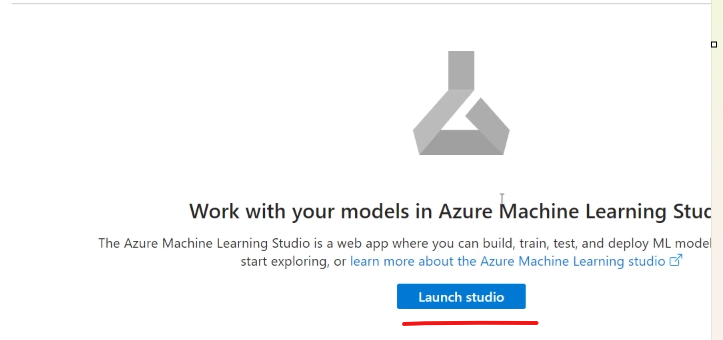 Work with your models in Azure Machine Learning Stud
The Azure Machine Learning Studio is a web app where you can build, train, test, and deploy ML model
start exploring, or learn more about the Azure Machine Learning studio
Launch studio